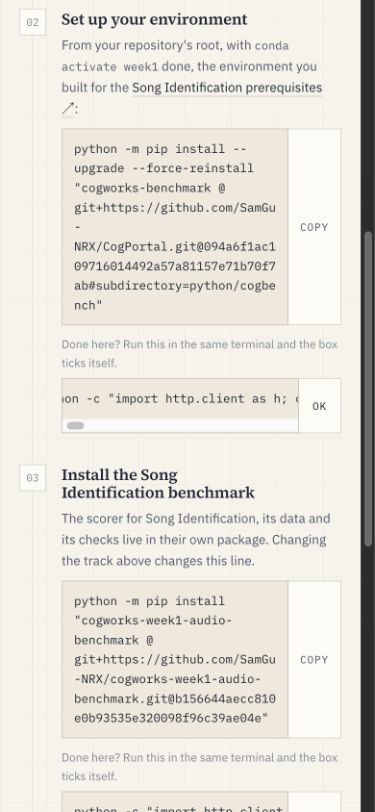 02
Set up your environment
From your repository's root, with conda
activate week1 done, the environment you
built for the Song Identification prerequisites
↗:
python -m pip install --
upgrade --force-reinstall
"cogworks-benchmark @
git+https://github.com/SamGu
-
NRX/CogPortal.git@094a6f1ac1
09716014492a57a81157e71b70f7
ab#subdirectory=python/cogbe
nch"
COPY
Done here? Run this in the same terminal and the box
ticks itself.
on -c "import http.client as h; c
OK
03
Install the Song
Identification benchmark
The scorer for Song Identification, its data and
its checks live in their own package. Changing
the track above changes this line.
python -m pip install
"cogworks-week1-audio-
benchmark @
git+https://github.com/SamGu
-NRX/cogworks-week1-audio-
benchmark.git@b156644aecc810
e0b93535e320098f96c39ae04e"
COPY
Done here? Run this in the same terminal and the box
ticks itself.
python -c "import http.client